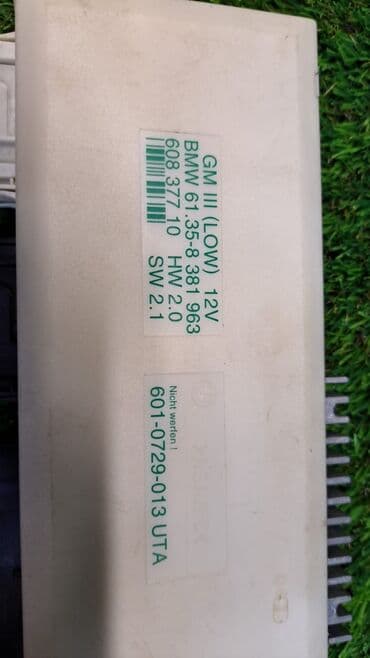 GM III (LOW) 12V
BMW 61.35-8 381 963
608 377 10 HW 2.0
SW 2.1
Nicht werfen !
601-0729-013 UTA